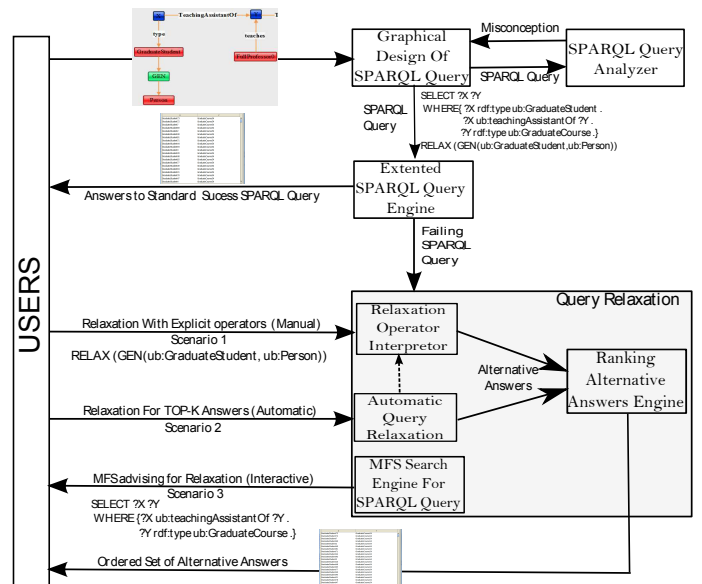 X
TeachingAssistantOf
Y
T
type
teaches
GraduateStudent
GEN
Person
Graphical
Design Of
SPARQL Query
Misconception
SPARQL Query
SPARQL Query
Analyzer
SPARQL
Query
SELECT ?X ?Y
WHERE{ ?X rdf:type ub:GraduateStudent .
?X ub:teachingAssistantOf ?Y .
?Y rdf:type ub:GraduateCourse .}
RELAX (GEN(ub:GraduateStudent,ub:Person))
Extented
SPARQL Query
Engine
Answers to Standard Sucess SPARQL Query
Failing
SPARQL
Query
USERS
Query Relaxation
Relaxation With Explicit operators (Manual)
Scenario 1
RELAX (GEN(ub:GraduateStudent, ub:Person))
Relaxation
Operator
Interpretor
Alternative
Answers
Ranking
Alternative
Answers Engine
Relaxation For TOP-K Answers (Automatic)
Scenario 2
Automatic
Query
Relaxation
MFS advising for Relaxation (Interactive)
Scenario 3
SELECT ?X ?Y
WHERE {?X ub:teachingAssistantOf ?Y .
?Y rdf:type ub:GraduateCourse .}
MFS Search
Engine For
SPARQL Query
Ordered Set of Alternative Answers